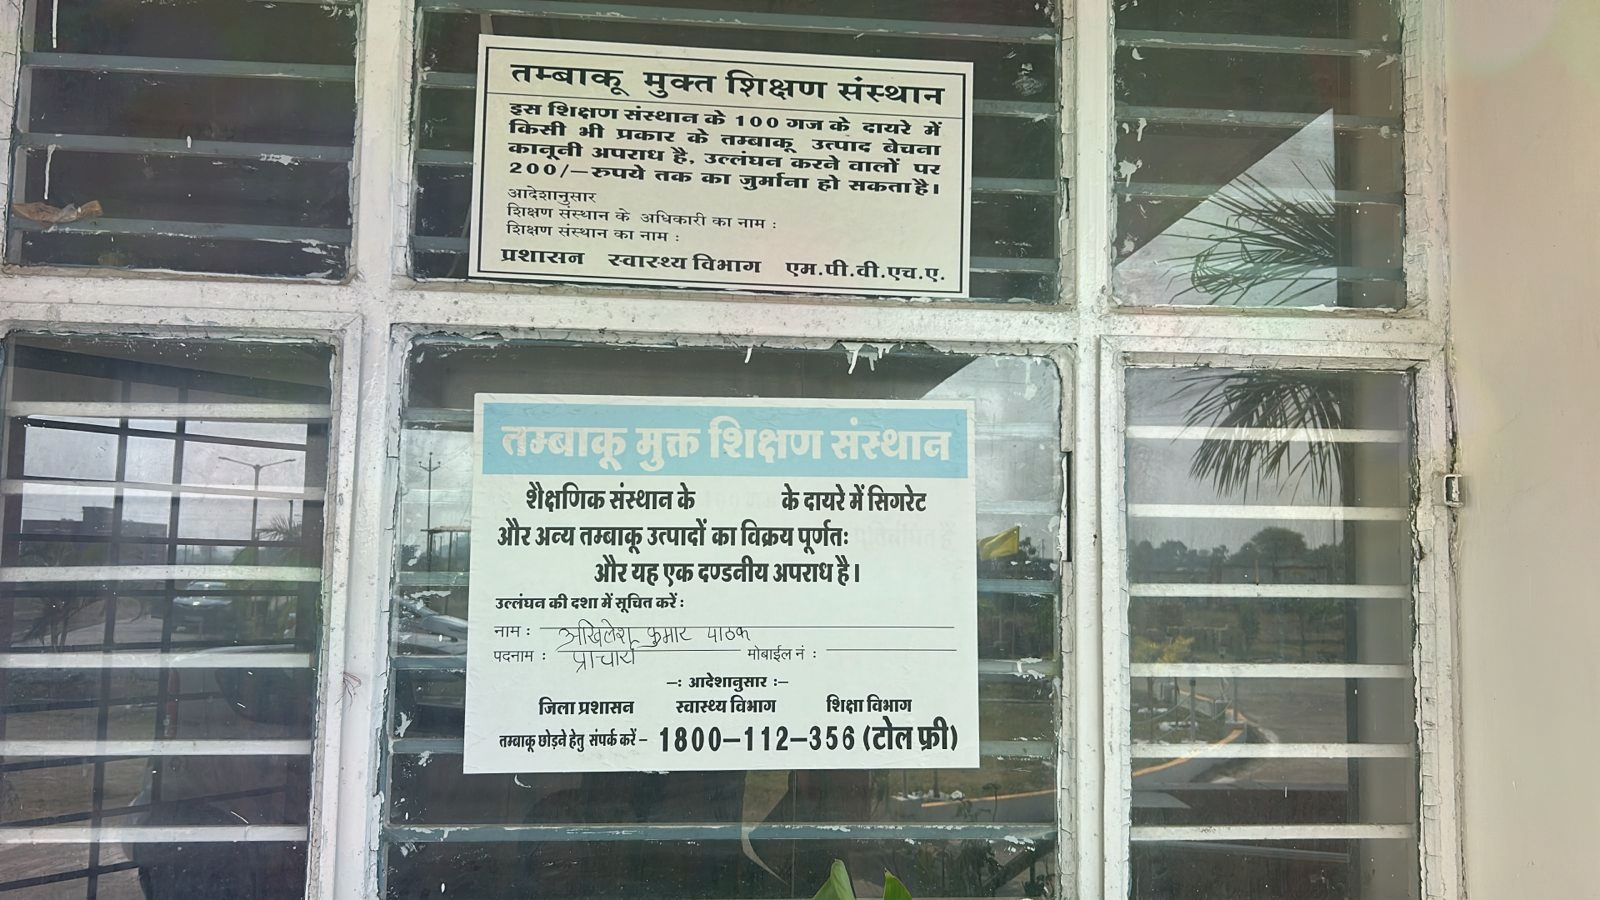 तम्बाकू मुक्त शिक्षण संस्थान
इस शिक्षण संस्थान के 100 गज के दायरे में
किसी भी प्रकार के तम्बाकू उत्पाद बेचना
कानूनी अपराध है, उल्लंघन करने वालों पर
200/—रुपये तक का जुर्माना हो सकता है।
आदेशानुसार
शिक्षण संस्थान के अधिकारी का नाम :
शिक्षण संस्थान का नाम :
प्रशासन स्वास्थ्य विभाग एम.पी.वी.एच.ए.
तम्बाकू मुक्त शिक्षण संस्थान
शैक्षणिक संस्थान के के दायरे में सिगरेट
और अन्य तम्बाकू उत्पादों का विक्रय पूर्णतः
और यह एक दण्डनीय अपराध है।
उल्लंघन की दशा में सूचित करें :
नाम : अखिलेश कुमार पाठक
पदनाम : प्राचार्य मोबाईल नं :
—: आदेशानुसार :—
जिला प्रशासन स्वास्थ्य विभाग शिक्षा विभाग
तम्बाकू छोड़ने हेतु संपर्क करें – 1800–112–356 (टोल फ्री)